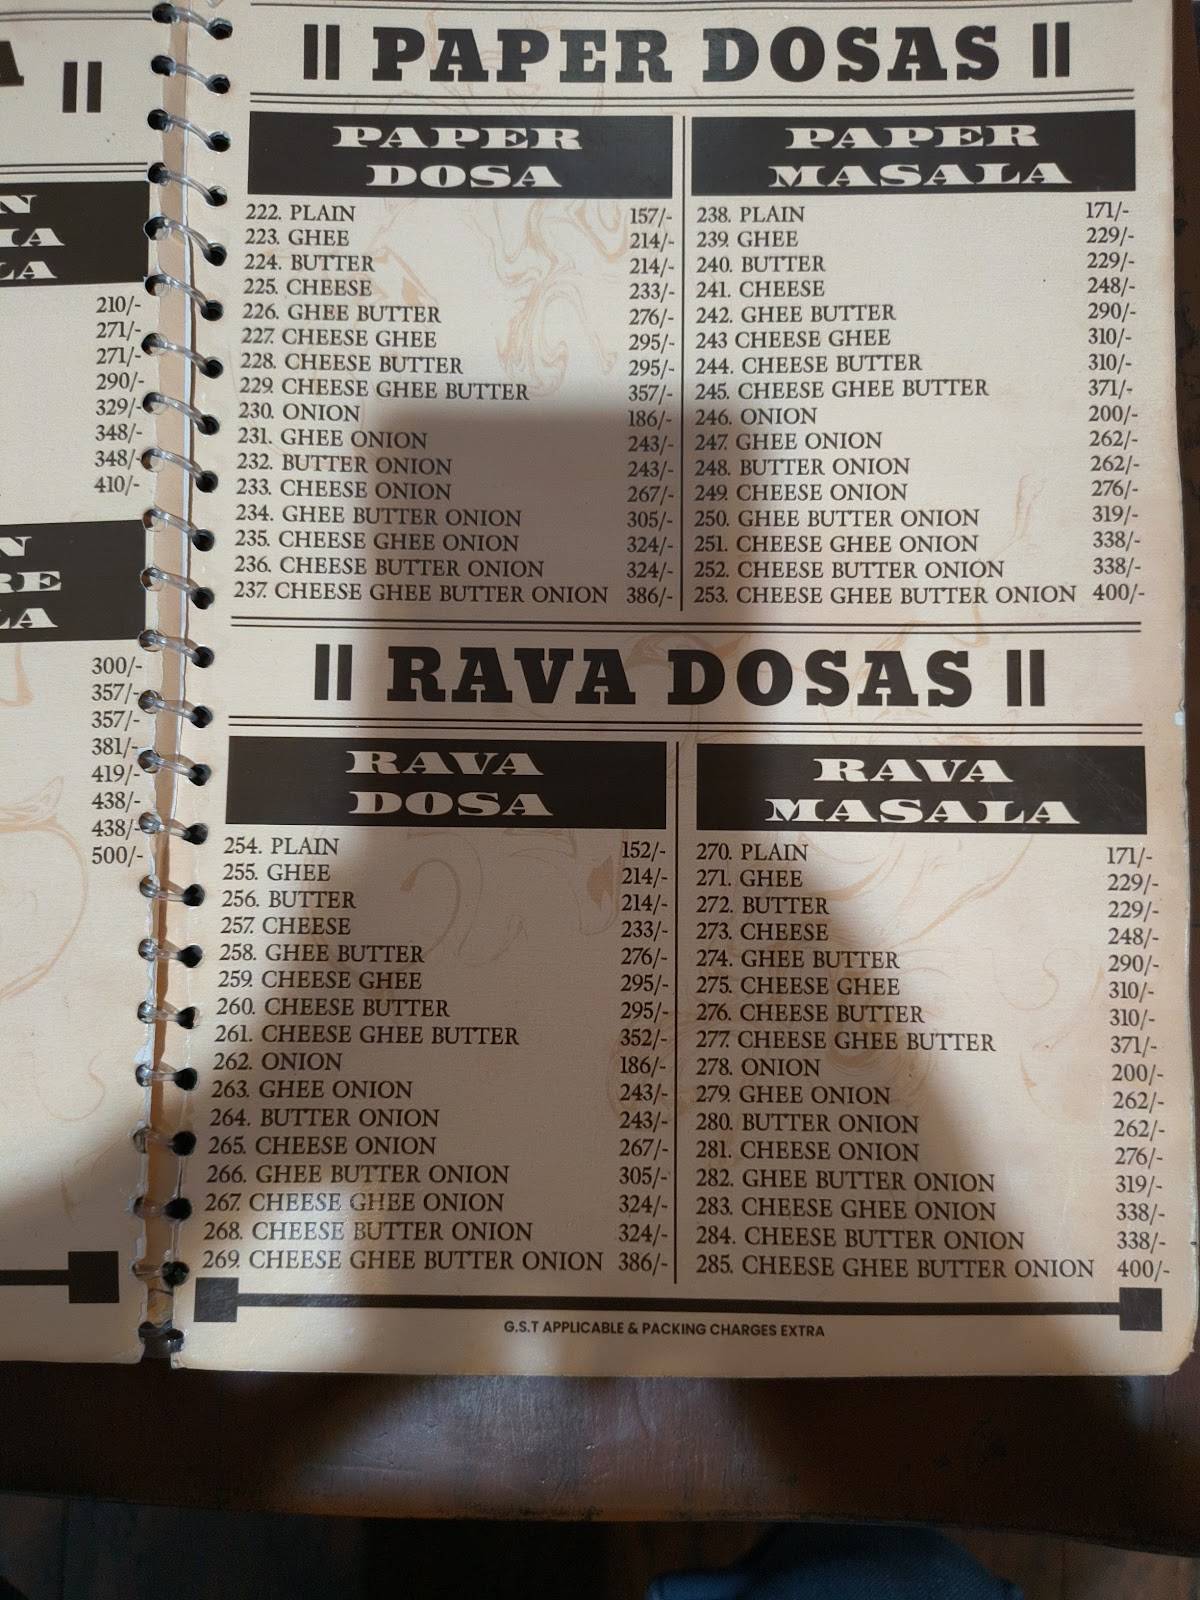 A ||
N
IA
LA
210/-
271/-
271/-
290/-
329/-
348/-
348/-
410/-
N
RE
LA
300/-
357/-
357/-
381/-
419/-
438/-
438/-
500/-
|| PAPER DOSAS ||
PAPER
DOSA
222. PLAIN 157/-
223. GHEE 214/-
224. BUTTER 214/-
225. CHEESE 233/-
226. GHEE BUTTER 276/-
227. CHEESE GHEE 295/-
228. CHEESE BUTTER 295/-
229. CHEESE GHEE BUTTER 357/-
230. ONION 186/-
231. GHEE ONION 243/-
232. BUTTER ONION 243/-
233. CHEESE ONION 267/-
234. GHEE BUTTER ONION 305/-
235. CHEESE GHEE ONION 324/-
236. CHEESE BUTTER ONION 324/-
237. CHEESE GHEE BUTTER ONION 386/-
PAPER
MASALA
238. PLAIN 171/-
239. GHEE 229/-
240. BUTTER 229/-
241. CHEESE 248/-
242. GHEE BUTTER 290/-
243 CHEESE GHEE 310/-
244. CHEESE BUTTER 310/-
245. CHEESE GHEE BUTTER 371/-
246. ONION 200/-
247. GHEE ONION 262/-
248. BUTTER ONION 262/-
249. CHEESE ONION 276/-
250. GHEE BUTTER ONION 319/-
251. CHEESE GHEE ONION 338/-
252. CHEESE BUTTER ONION 338/-
253. CHEESE GHEE BUTTER ONION 400/-
|| RAVA DOSAS ||
RAVA
DOSA
254. PLAIN 152/-
255. GHEE 214/-
256. BUTTER 214/-
257. CHEESE 233/-
258. GHEE BUTTER 276/-
259. CHEESE GHEE 295/-
260. CHEESE BUTTER 295/-
261. CHEESE GHEE BUTTER 352/-
262. ONION 186/-
263. GHEE ONION 243/-
264. BUTTER ONION 243/-
265. CHEESE ONION 267/-
266. GHEE BUTTER ONION 305/-
267. CHEESE GHEE ONION 324/-
268. CHEESE BUTTER ONION 324/-
269. CHEESE GHEE BUTTER ONION 386/-
RAVA
MASALA
270. PLAIN 171/-
271. GHEE 229/-
272. BUTTER 229/-
273. CHEESE 248/-
274. GHEE BUTTER 290/-
275. CHEESE GHEE 310/-
276. CHEESE BUTTER 310/-
277. CHEESE GHEE BUTTER 371/-
278. ONION 200/-
279. GHEE ONION 262/-
280. BUTTER ONION 262/-
281. CHEESE ONION 276/-
282. GHEE BUTTER ONION 319/-
283. CHEESE GHEE ONION 338/-
284. CHEESE BUTTER ONION 338/-
285. CHEESE GHEE BUTTER ONION 400/-
G.S.T APPLICABLE & PACKING CHARGES EXTRA